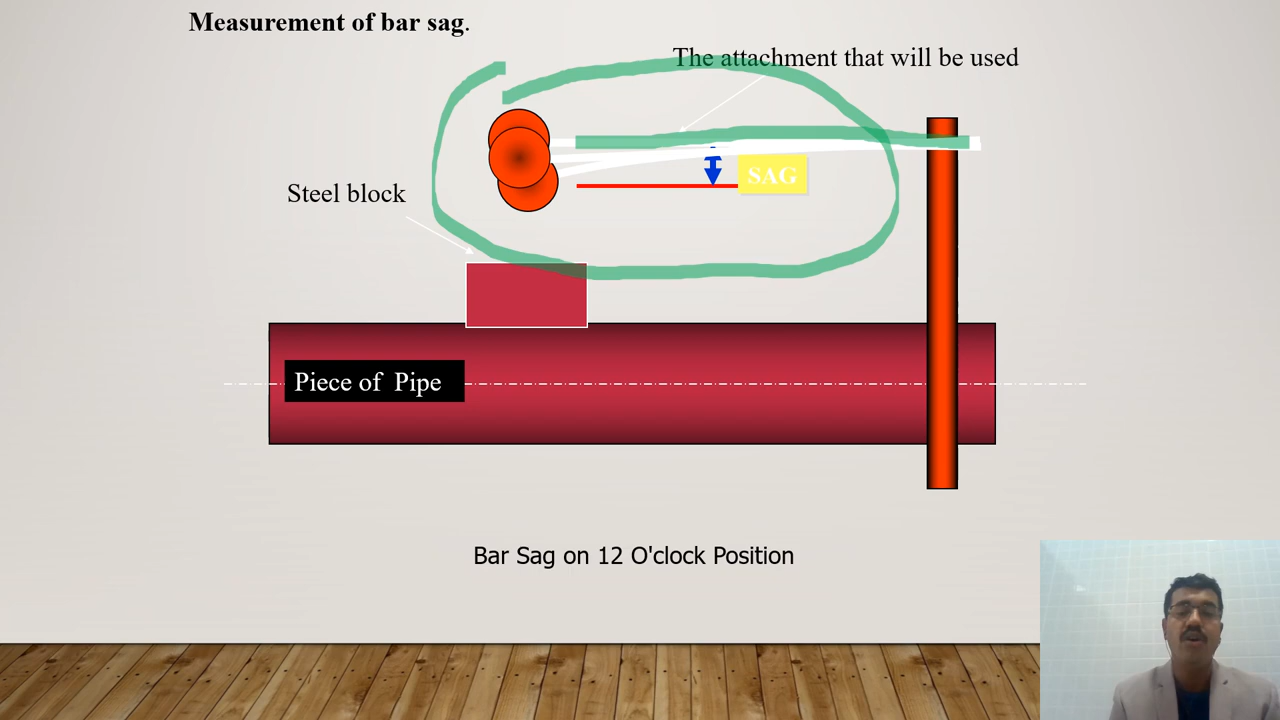 Measurement of bar sag.
The attachment that will be used
SAG
Steel block
Piece of Pipe
Bar Sag on 12 O'clock Position